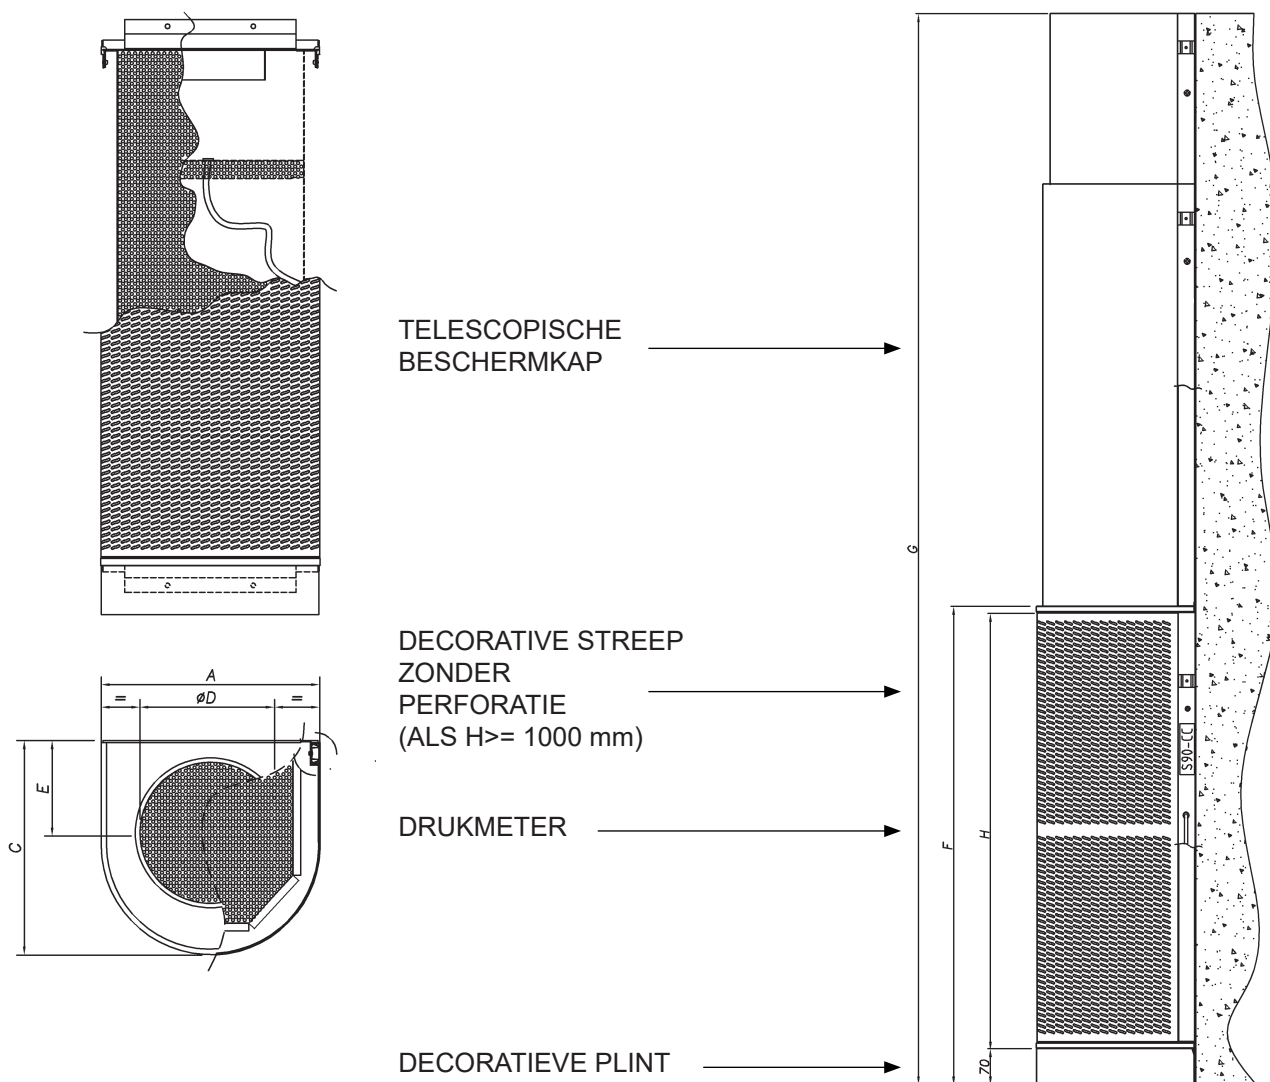 TELESCOPISCHE
BESCHERMKAP
DECORATIVE STREEP
ZONDER
PERFORATIE
(ALS H>= 1000 mm)
DRUKMETER
DECORATIEVE PLINT
A
= øD =
E
C
G
F
H
S90-CC
70